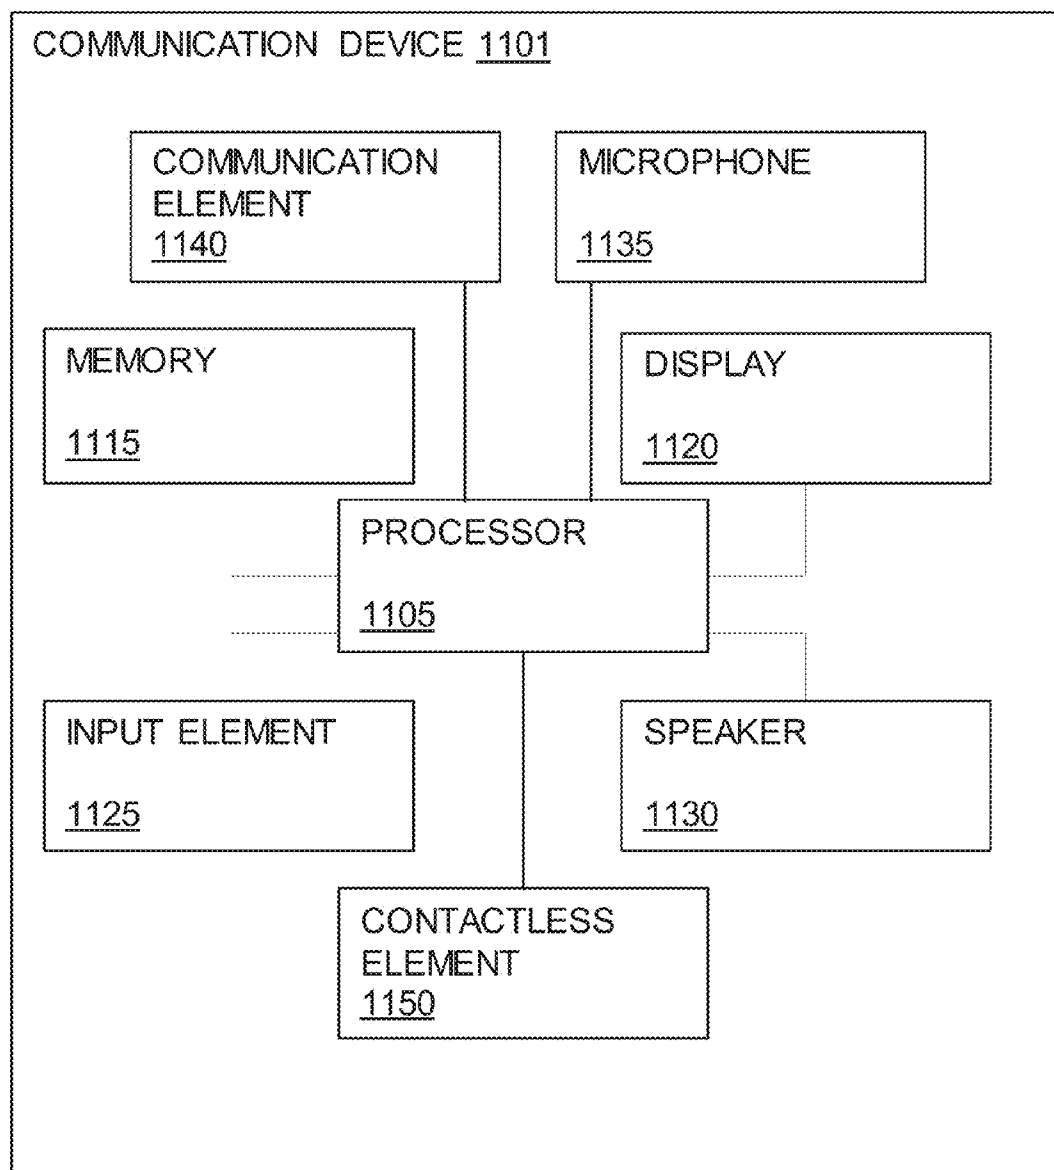 COMMUNICATION DEVICE 1101
COMMUNICATION
ELEMENT
1140
MICROPHONE
1135
MEMORY
1115
DISPLAY
1120
PROCESSOR
1105
INPUT ELEMENT
1125
SPEAKER
1130
CONTACTLESS
ELEMENT
1150